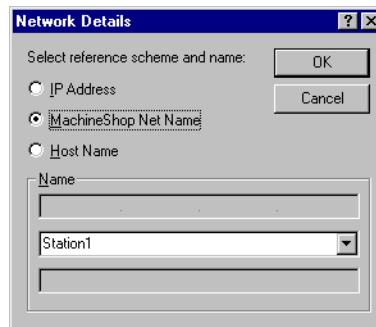 Network Details
Select reference scheme and name:
OK
IP Address
Cancel
MachineShop Net Name
Host Name
Name
. . .
Station1